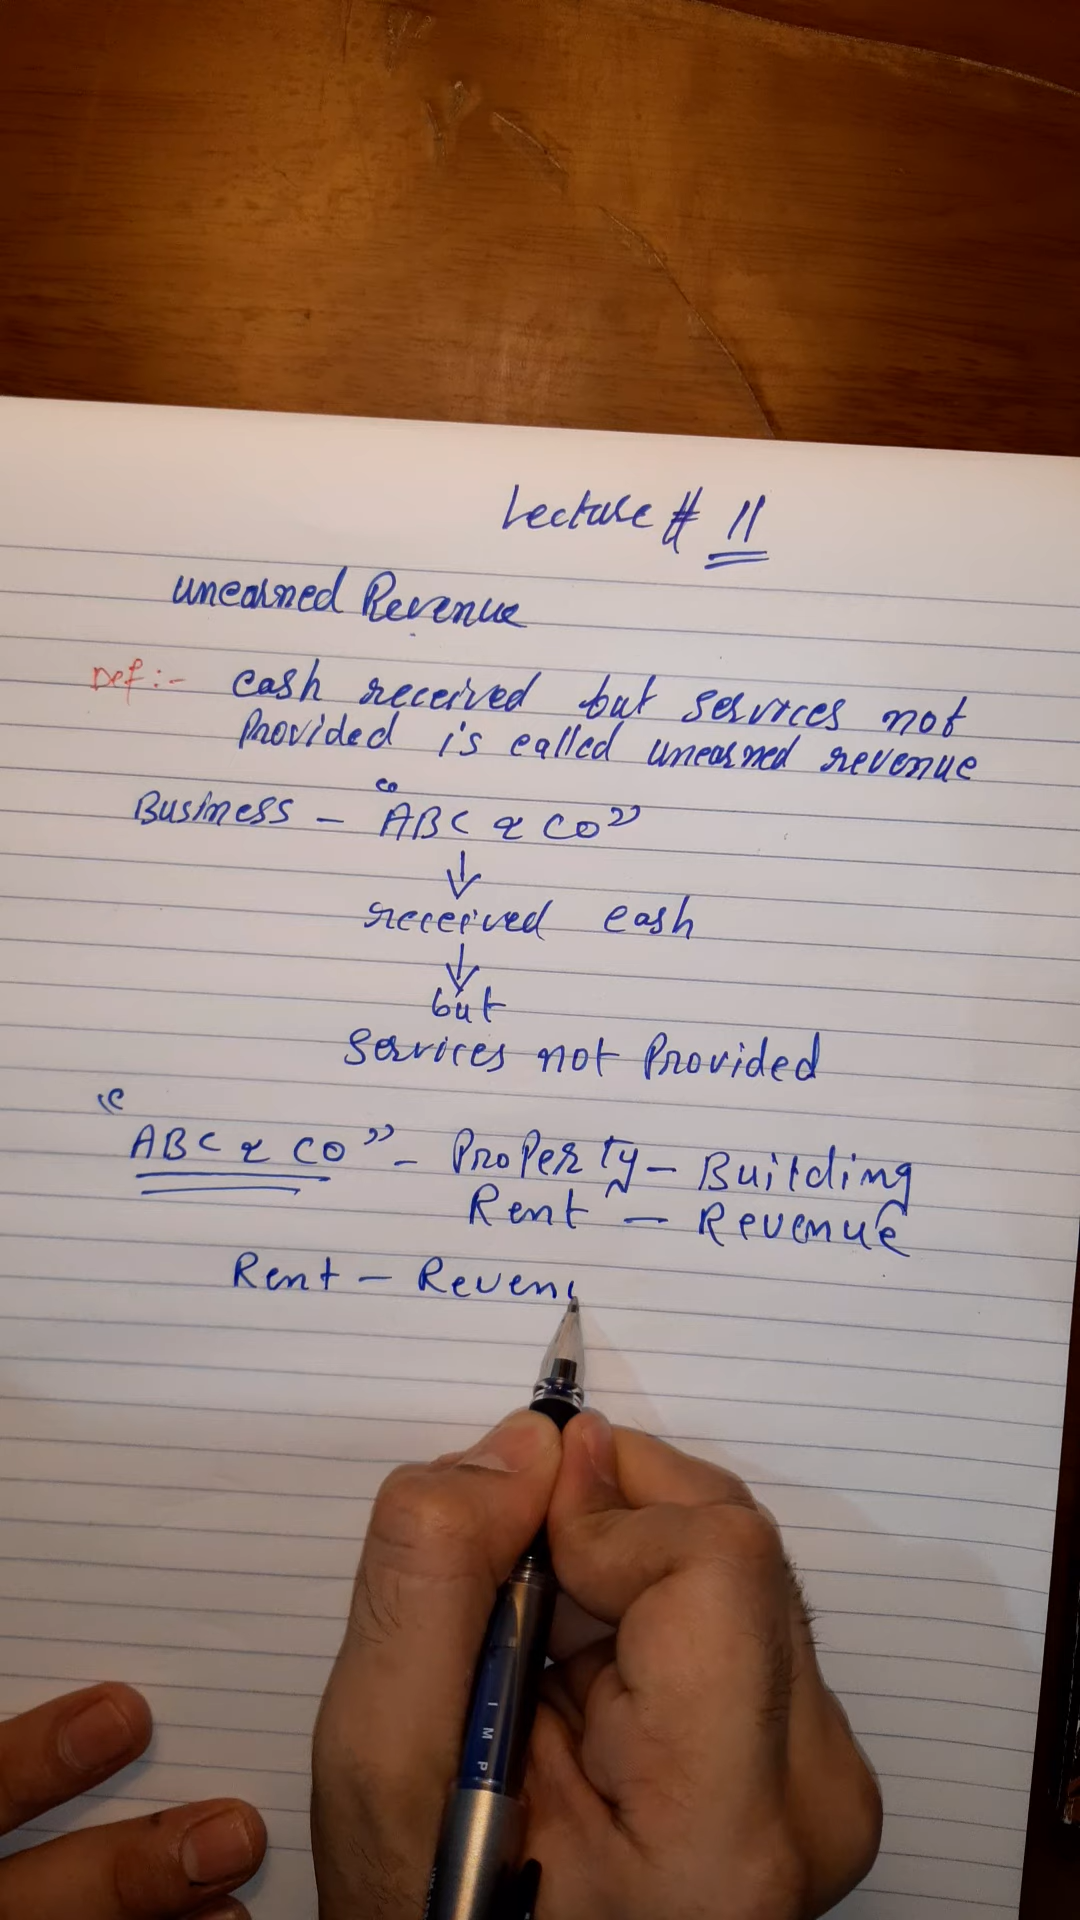 Lecture # 11
unearned Revenue
Def:- cash received but services not
Provided is called unearned revenue
Business - "ABC & CO"
↓
received cash
↓
but
Services not Provided
"ABC & CO" - Property - Building
Rent - Revenue
Rent - Reven
I M P